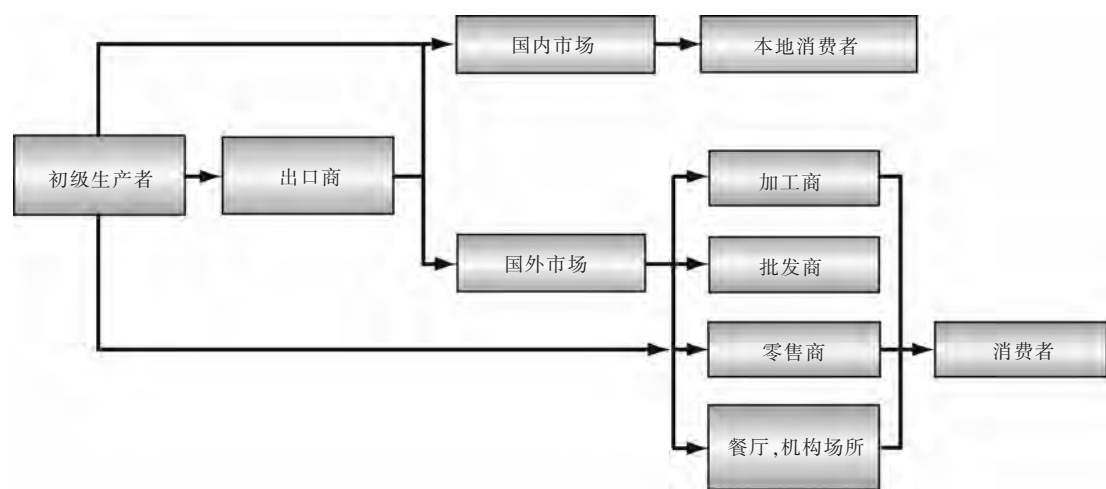 国内市场
本地消费者
初级生产者
出口商
加工商
国外市场
批发商
零售商
消费者
餐厅,机构场所